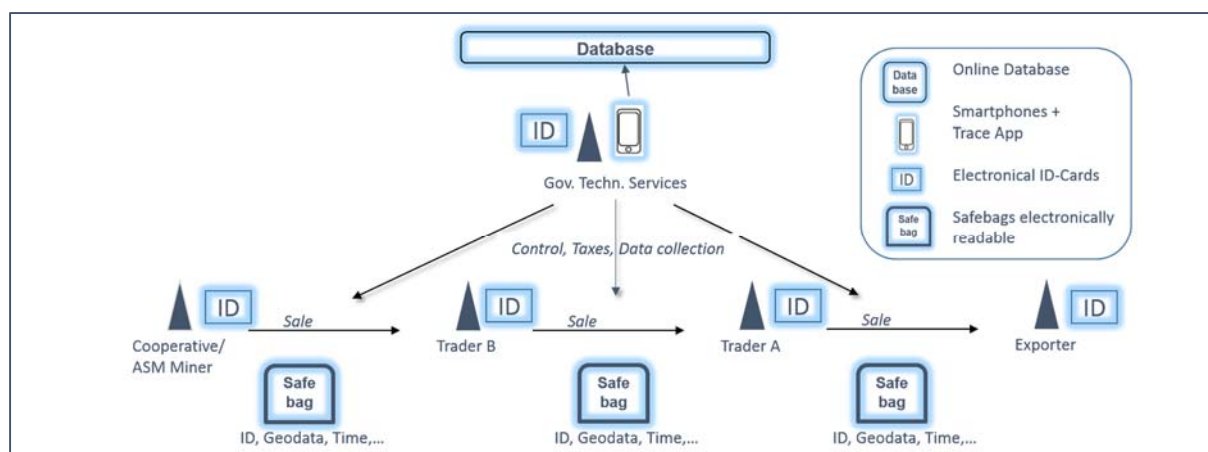 Database
ID
Gov. Techn. Services
Control, Taxes, Data collection
Data
base
Online Database
Smartphones +
Trace App
ID
Electronical ID-Cards
Safe
bag
Safebags electronically
readable
ID
Sale
ID
Sale
ID
Sale
ID
Cooperative/
ASM Miner
Trader B
Trader A
Exporter
Safe
bag
Safe
bag
Safe
bag
ID, Geodata, Time,...
ID, Geodata, Time,...
ID, Geodata, Time,...